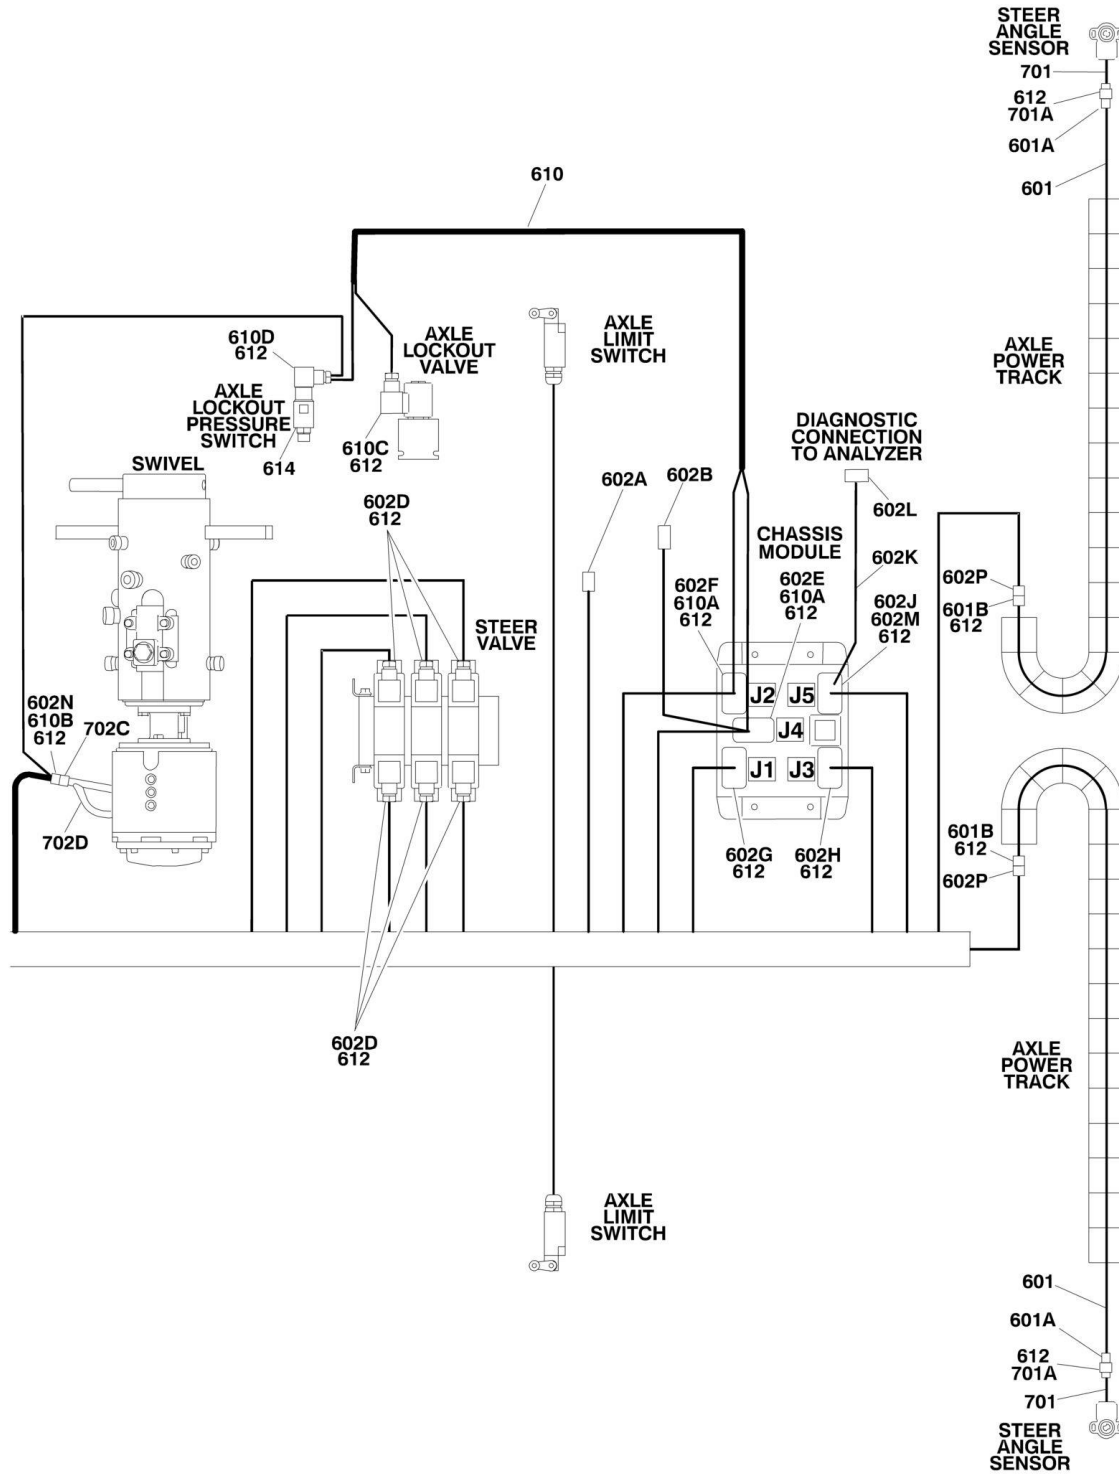 STEER
ANGLE
SENSOR
701
612
701A
601A
601
610
610D
612
AXLE
LOCKOUT
VALVE
AXLE
LIMIT
SWITCH
AXLE
POWER
TRACK
AXLE
LOCKOUT
PRESSURE
SWITCH
614
610C
612
DIAGNOSTIC
CONNECTION
TO ANALYZER
SWIVEL
602A
602B
602L
602D
612
CHASSIS
MODULE
602K
602F
610A
612
602E
610A
612
602J
602M
612
602P
601B
612
STEER
VALVE
J2
J5
J4
J1
J3
602N
610B
612
702C
702D
602G
612
602H
612
601B
612
602P
602D
612
AXLE
POWER
TRACK
AXLE
LIMIT
SWITCH
601
601A
612
701A
701
STEER
ANGLE
SENSOR